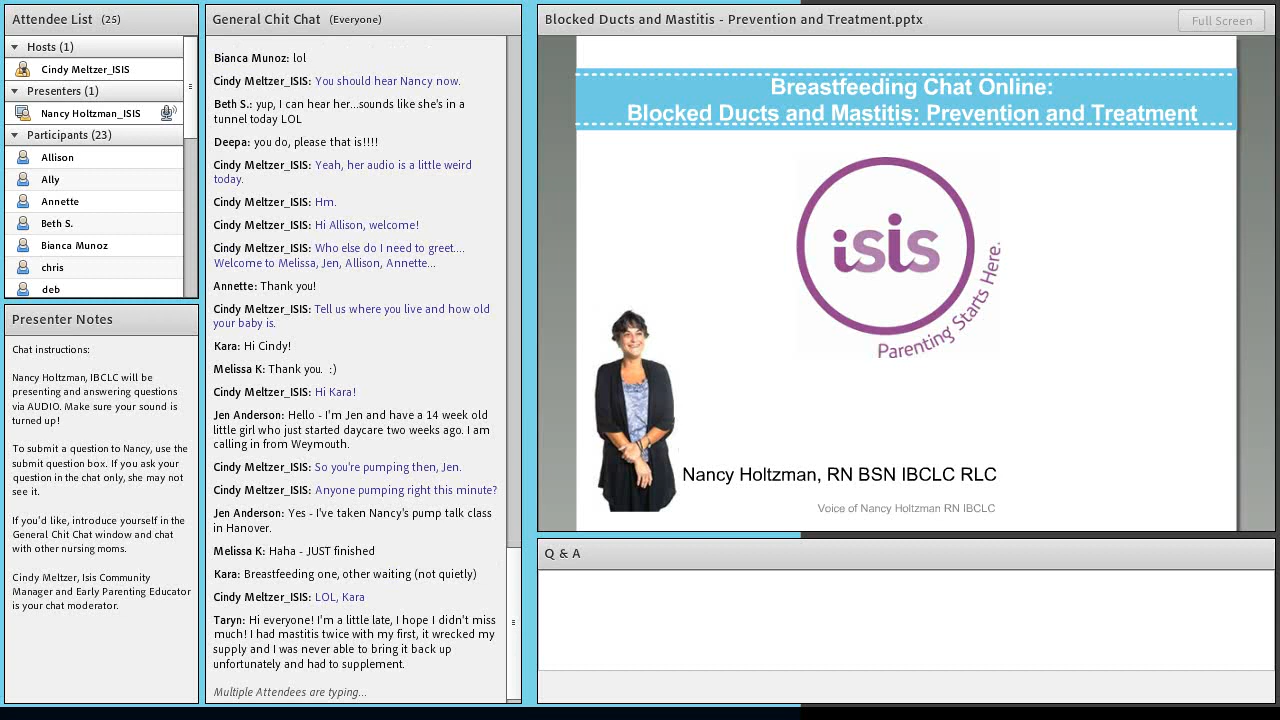 Attendee List (25)
Hosts (1)
Cindy Meltzer_ISIS
Presenters (1)
Nancy Holtzman_ISIS
Participants (23)
Allison
Ally
Annette
Beth S.
Bianca Munoz
chris
deb
Presenter Notes
Chat instructions:
Nancy Holtzman, IBCLC will be
presenting and answering questions
via AUDIO. Make sure your sound is
turned up!
To submit a question to Nancy, use the
submit question box. If you ask your
question in the chat only, she may not
see it.
If you'd like, introduce yourself in the
General Chit Chat window and chat
with other nursing moms.
Cindy Meltzer, Isis Community
Manager and Early Parenting Educator
is your chat moderator.
General Chit Chat (Everyone)
Bianca Munoz: lol
Cindy Meltzer_ISIS: You should hear Nancy now.
Beth S.: yup, I can hear her...sounds like she's in a
tunnel today LOL
Deepa: you do, please that is!!!!
Cindy Meltzer_ISIS: Yeah, her audio is a little weird
today.
Cindy Meltzer_ISIS: Hm.
Cindy Meltzer_ISIS: Hi Allison, welcome!
Cindy Meltzer_ISIS: Who else do I need to greet....
Welcome to Melissa, Jen, Allison, Annette...
Annette: Thank you!
Cindy Meltzer_ISIS: Tell us where you live and how old
your baby is.
Kara: Hi Cindy!
Melissa K: Thank you. :)
Cindy Meltzer_ISIS: Hi Kara!
Jen Anderson: Hello - I'm Jen and have a 14 week old
little girl who just started daycare two weeks ago. I am
calling in from Weymouth.
Cindy Meltzer_ISIS: So you're pumping then, Jen.
Cindy Meltzer_ISIS: Anyone pumping right this minute?
Jen Anderson: Yes - I've taken Nancy's pump talk class
in Hanover.
Melissa K: Haha - JUST finished
Kara: Breastfeeding one, other waiting (not quietly)
Cindy Meltzer_ISIS: LOL, Kara
Taryn: Hi everyone! I'm a little late, I hope I didn't miss
much! I had mastitis twice with my first, it wrecked my
supply and I was never able to bring it back up
unfortunately and had to supplement.
Multiple Attendees are typing...
Blocked Ducts and Mastitis - Prevention and Treatment.pptx
Full Screen
Breastfeeding Chat Online:
Blocked Ducts and Mastitis: Prevention and Treatment
isis
Parenting Starts Here.
Nancy Holtzman, RN BSN IBCLC RLC
Voice of Nancy Holtzman RN IBCLC
Q & A